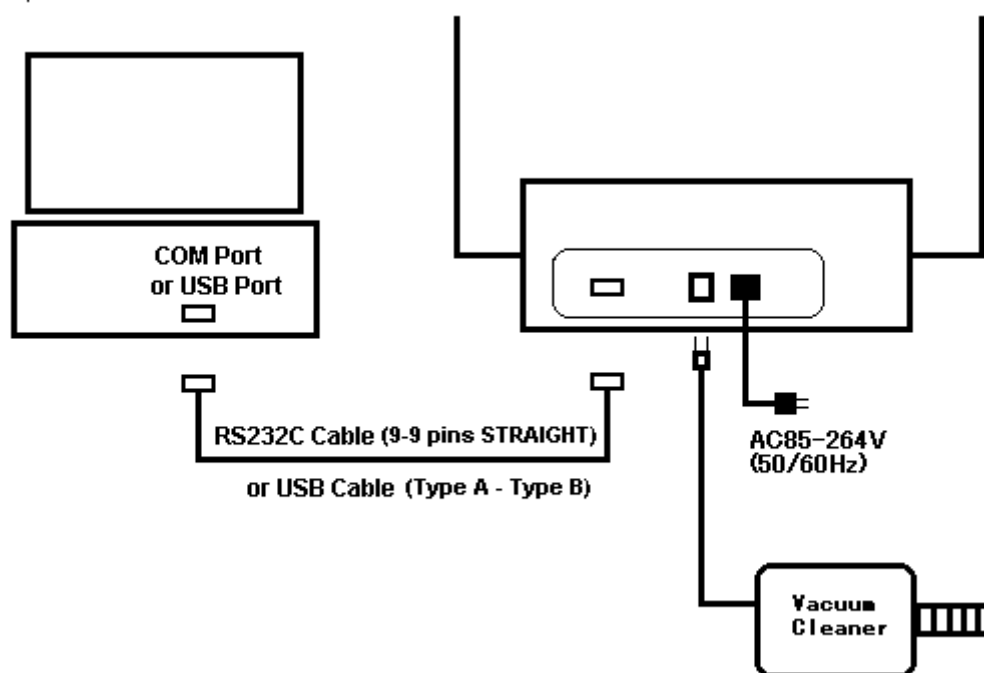 COM Port
or USB Port
RS232C Cable (9-9 pins STRAIGHT)
or USB Cable (Type A - Type B)
AC85-264V
(50/60Hz)
Vacuum
Cleaner